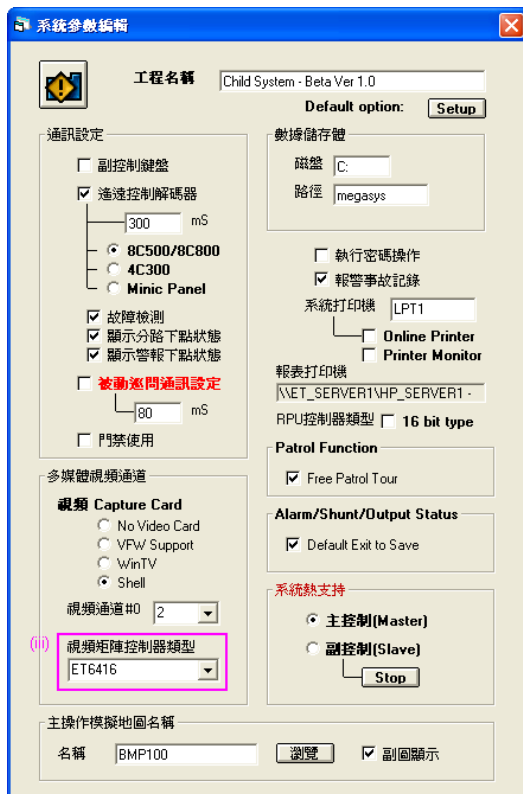 系統參數編輯
工程名稱 Child System - Beta Ver 1.0
Default option: Setup
通訊設定
副控制鍵盤
遙遠控制解碼器
300 mS
8C500/8C800
4C300
Minic Panel
故障檢測
顯示分路下點狀態
顯示警報下點狀態
被動巡問通訊設定
80 mS
門禁使用
多媒體視頻通道
視頻 Capture Card
No Video Card
VFW Support
WinTV
Shell
視頻通道#0 2
(iii)
視頻矩陣控制器類型
ET6416
數據儲存體
磁盤 C:
路徑 megasys
執行密碼操作
報警事故記錄
系統打印機 LPT1
Online Printer
Printer Monitor
報表打印機
\\ET_SERVER1\HP_SERVER1 -
RPU控制器類型 16 bit type
Patrol Function
Free Patrol Tour
Alarm/Shunt/Output Status
Default Exit to Save
系統熱支持
主控制(Master)
副控制(Slave)
Stop
主操作模擬地圖名稱
名稱 BMP100 瀏覽 副圖顯示